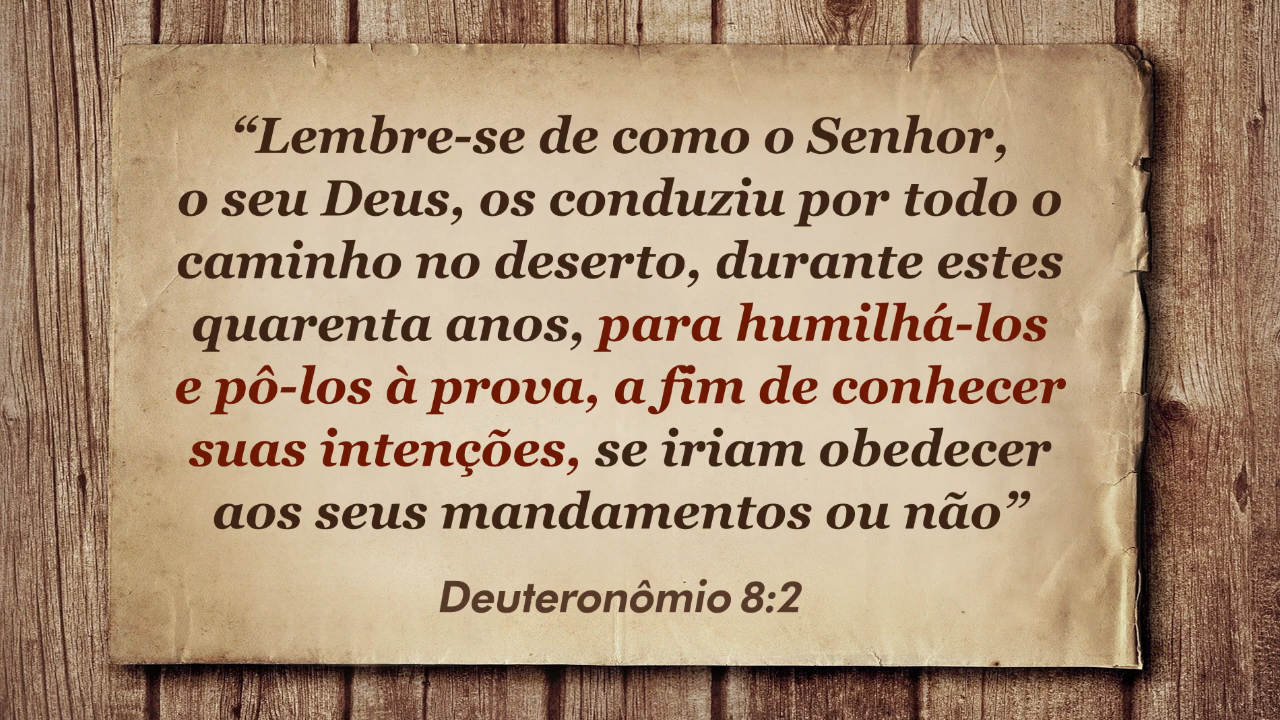 “Lembre-se de como o Senhor,
o seu Deus, os conduziu por todo o
caminho no deserto, durante estes
quarenta anos, para humilhá-los
e pô-los à prova, a fim de conhecer
suas intenções, se iriam obedecer
aos seus mandamentos ou não”
Deuteronômio 8:2